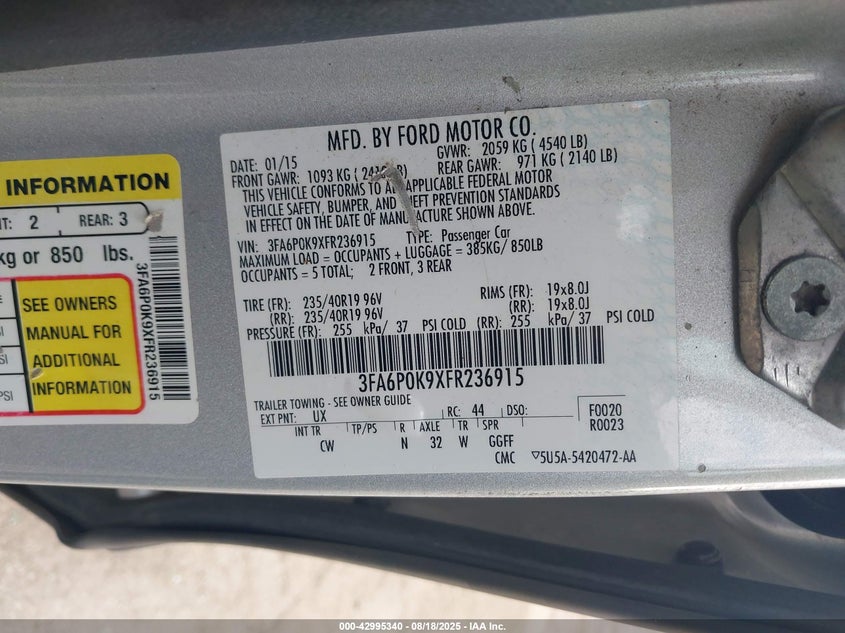 INFORMATION
2
REAR: 3
kg or 850 lbs.
SEE OWNERS
MANUAL FOR
ADDITIONAL
INFORMATION
3FA6P0K9XFR236915
MFD. BY FORD MOTOR CO.
DATE: 01/15
GVWR: 2059 KG ( 4540 LB)
FRONT GAWR: 1093 KG (
REAR GAWR: 971 KG ( 2140 LB)
THIS VEHICLE CONFORMS TO ALL APPLICABLE FEDERAL MOTOR
VEHICLE SAFETY, BUMPER, AND THEFT PREVENTION STANDARDS
IN EFFECT ON THE DATE OF MANUFACTURE SHOWN ABOVE.
VIN: 3FA6P0K9XFR236915 TYPE: Passenger Car
MAXIMUM LOAD = OCCUPANTS + LUGGAGE = 385KG/ 850LB
OCCUPANTS = 5 TOTAL; 2 FRONT, 3 REAR
TIRE (FR): 235/40R19 96V RIMS (FR): 19x8.0J
(RR): 235/40R19 96V (RR): 19x8.0J
PRESSURE (FR): 255 kPa/ 37 PSI COLD (RR): 255 kPa/ 37 PSI COLD
3FA6P0K9XFR236915
TRAILER TOWING - SEE OWNER GUIDE
EXT PNT: UX RC: 44 DSO: F0020
R0023
INT TR TP/PS R AXLE TR SPR
CW N 32 W GGFF
CMC ▽5U5A-5420472-AA
000-42995340 - 08/18/2025 - IAA Inc.